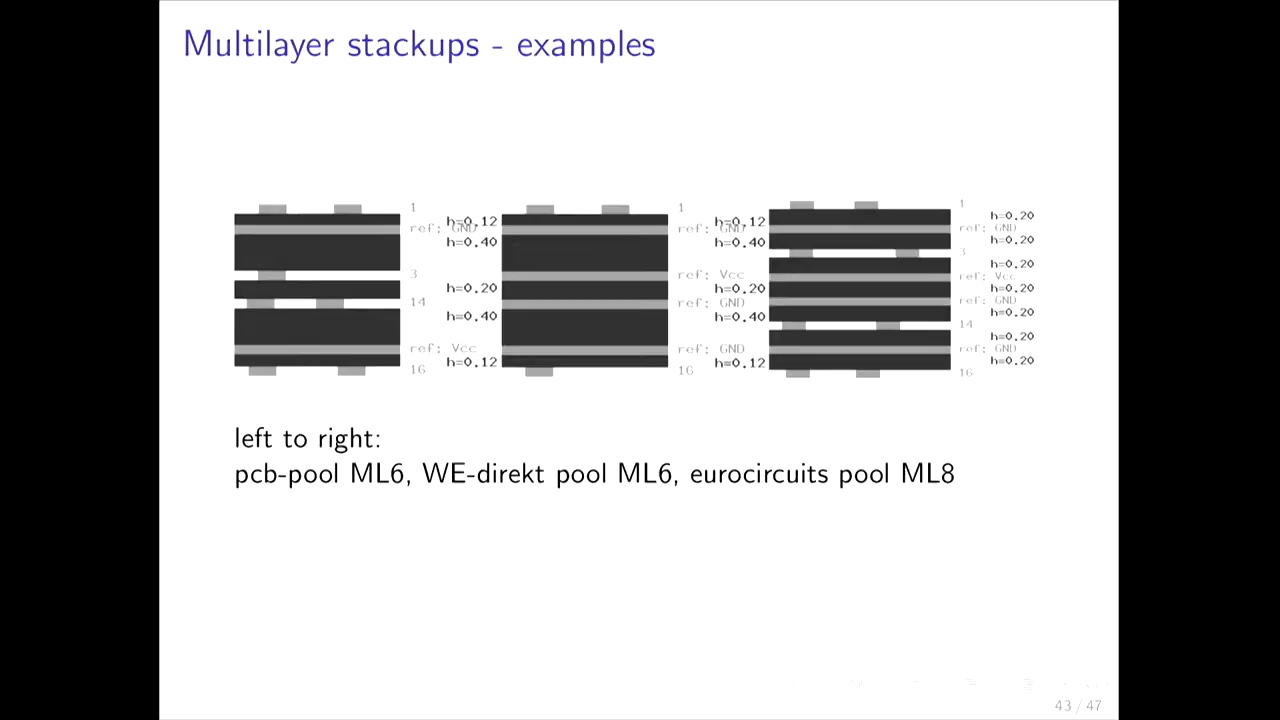 Multilayer stackups - examples
1
h=0.12
ref: GND
h=0.40
3
h=0.20
14
h=0.40
ref: Vcc
h=0.12
16
1
h=0.12
ref: GND
h=0.40
ref: Vcc
h=0.20
ref: GND
h=0.40
ref: GND
h=0.12
16
1
h=0.20
ref: GND
h=0.20
3
h=0.20
ref: Vcc
h=0.20
ref: GND
h=0.20
14
h=0.20
ref: GND
h=0.20
16
left to right:
pcb-pool ML6, WE-direkt pool ML6, eurocircuits pool ML8
43 / 47